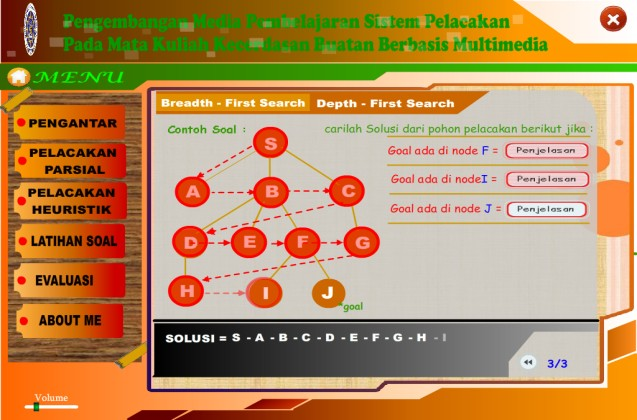 Pengembangan Media Pembelajaran Sistem Pelacakan
Pada Mata Kuliah Kecerdasan Buatan Berbasis Multimedia
MENU
PENGANTAR
PELACAKAN
PARSIAL
PELACAKAN
HEURISTIK
LATIHAN SOAL
EVALUASI
ABOUT ME
Volume
Breadth - First Search Depth - First Search
Contoh Soal : carilah Solusi dari pohon pelacakan berikut jika :
Goal ada di node F = Penjelasan
Goal ada di nodeI = Penjelasan
Goal ada di node J = Penjelasan
S
A B C
D E F G
H I J
goal
SOLUSI = S - A - B - C - D - E - F - G - H - I
3/3